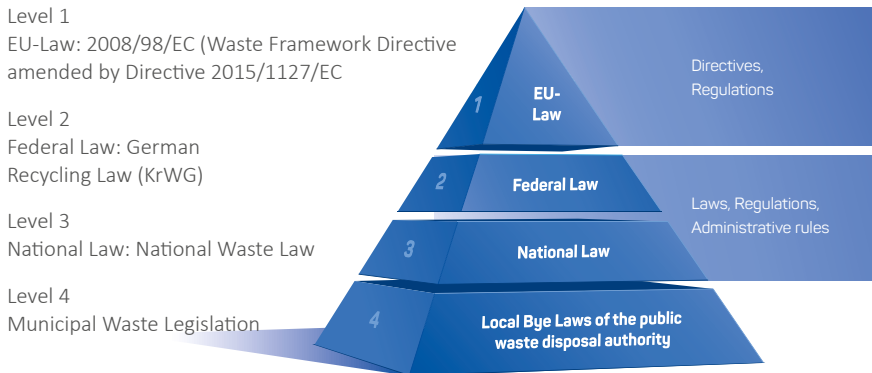 Level 1
EU-Law: 2008/98/EC (Waste Framework Directive
amended by Directive 2015/1127/EC
Level 2
Federal Law: German
Recycling Law (KrWG)
Level 3
National Law: National Waste Law
Level 4
Municipal Waste Legislation
1
EU-
Law
Directives,
Regulations
2
Federal Law
3
National Law
Laws, Regulations,
Administrative rules
4
Local Bye Laws of the public
waste disposal authority